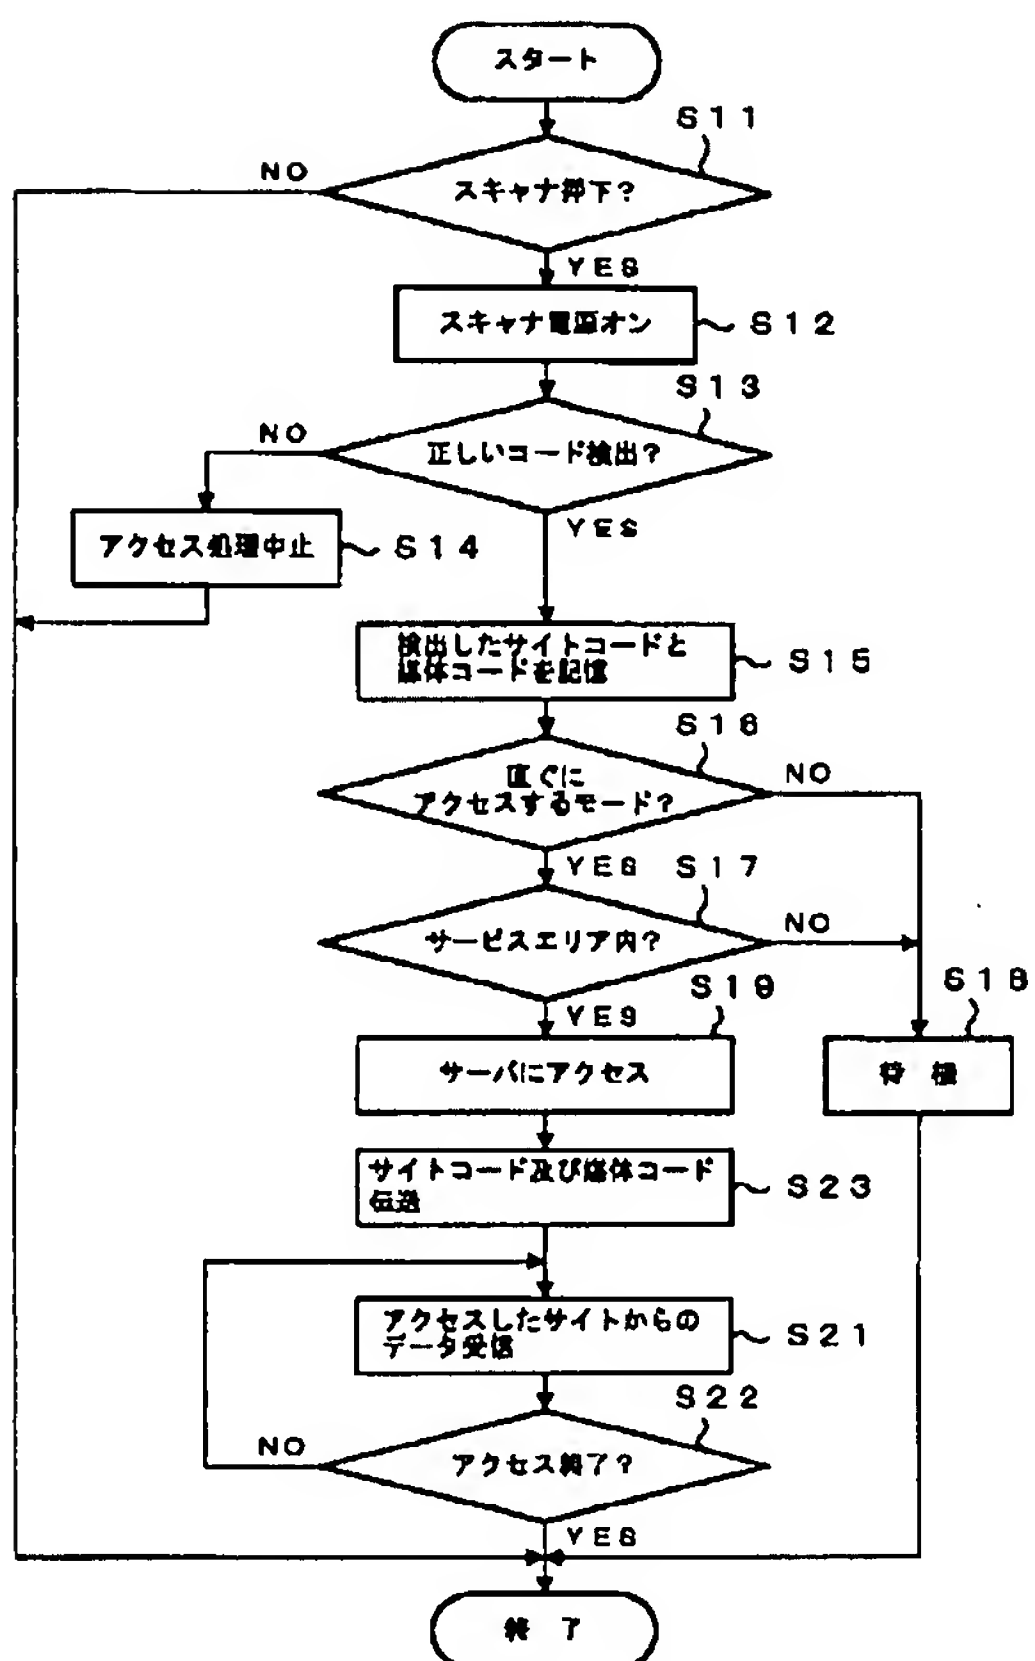 スタート
S11
NO
スキャナ押下?
YES
スキャナ電源オン
S12
S13
NO
正しいコード検出?
YES
アクセス処理中止
S14
検出したサイトコードと
媒体コードを記憶
S15
S16
直ぐに
アクセスするモード?
NO
YES
S17
サービスエリア内?
NO
S19
S18
YES
サーバにアクセス
待 機
サイトコード及び媒体コード
伝送
S23
アクセスしたサイトからの
データ受信
S21
S22
NO
アクセス終了?
YES
終 了